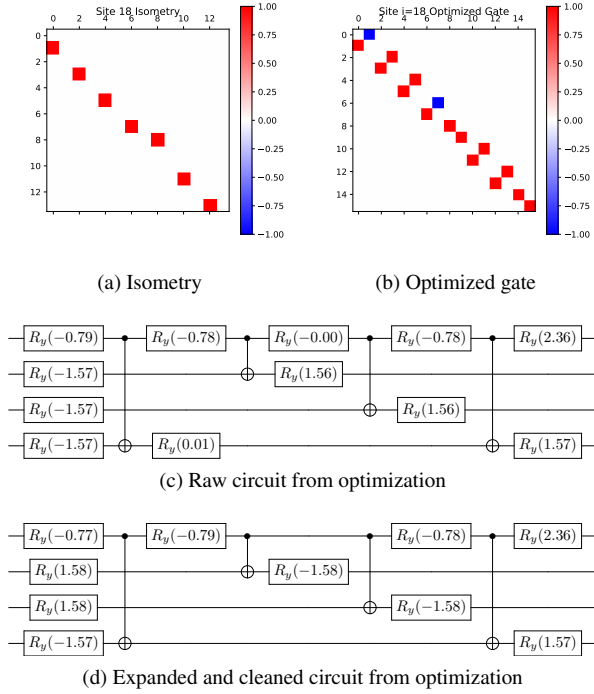 Site 18 Isometry
0 2 4 6 8 10 12
0
2
4
6
8
10
12
1.00
0.75
0.50
0.25
0.00
−0.25
−0.50
−0.75
−1.00
(a) Isometry
Site i=18 Optimized Gate
0 2 4 6 8 10 12 14
0
2
4
6
8
10
12
14
1.00
0.75
0.50
0.25
0.00
−0.25
−0.50
−0.75
−1.00
(b) Optimized gate
R_y(−0.79) R_y(−0.78) R_y(−0.00) R_y(−0.78) R_y(2.36)
R_y(−1.57) R_y(1.56)
R_y(−1.57) R_y(1.56)
R_y(−1.57) R_y(0.01) R_y(1.57)
(c) Raw circuit from optimization
R_y(−0.77) R_y(−0.79) R_y(−0.78) R_y(2.36)
R_y(1.58) R_y(−1.58)
R_y(1.58) R_y(−1.58)
R_y(−1.57) R_y(1.57)
(d) Expanded and cleaned circuit from optimization